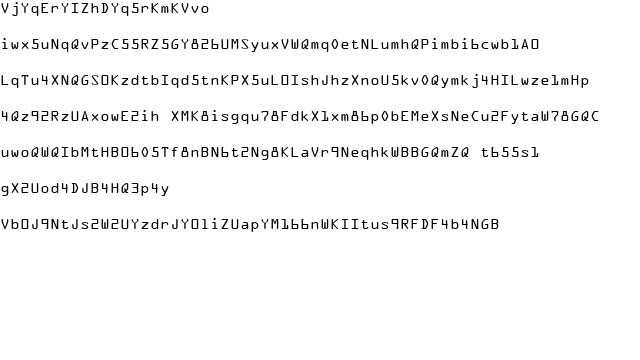 VjYqErYIZhDYq5rKmKVvo
iwx5uNqQvPzC55RZ5GY826UMSyuxVWQmq0etNLumhQPimbi6cwb1AO
LqTu4XNQGSOKzdtbIqd5tnKPX5uLOIshJhzXnoU5kv0Qymkj4HILwze1mHp
4Qz92RzUAxowE2ih XMK8isgqu78FdkX1xm86p0bEMeXsNeCu2FytaW78GQC
uwoQWQIbMtHBO605Tf8nBN6t2Ng8KLaVr9NeqhkWBBGQmZQ t655s1
gX2Uod4DJB4HQ3p4y
VbOJ9NtJs2W2UYzdrJYO1iZUapYM166nWKIItus9RFDF4b4NGB